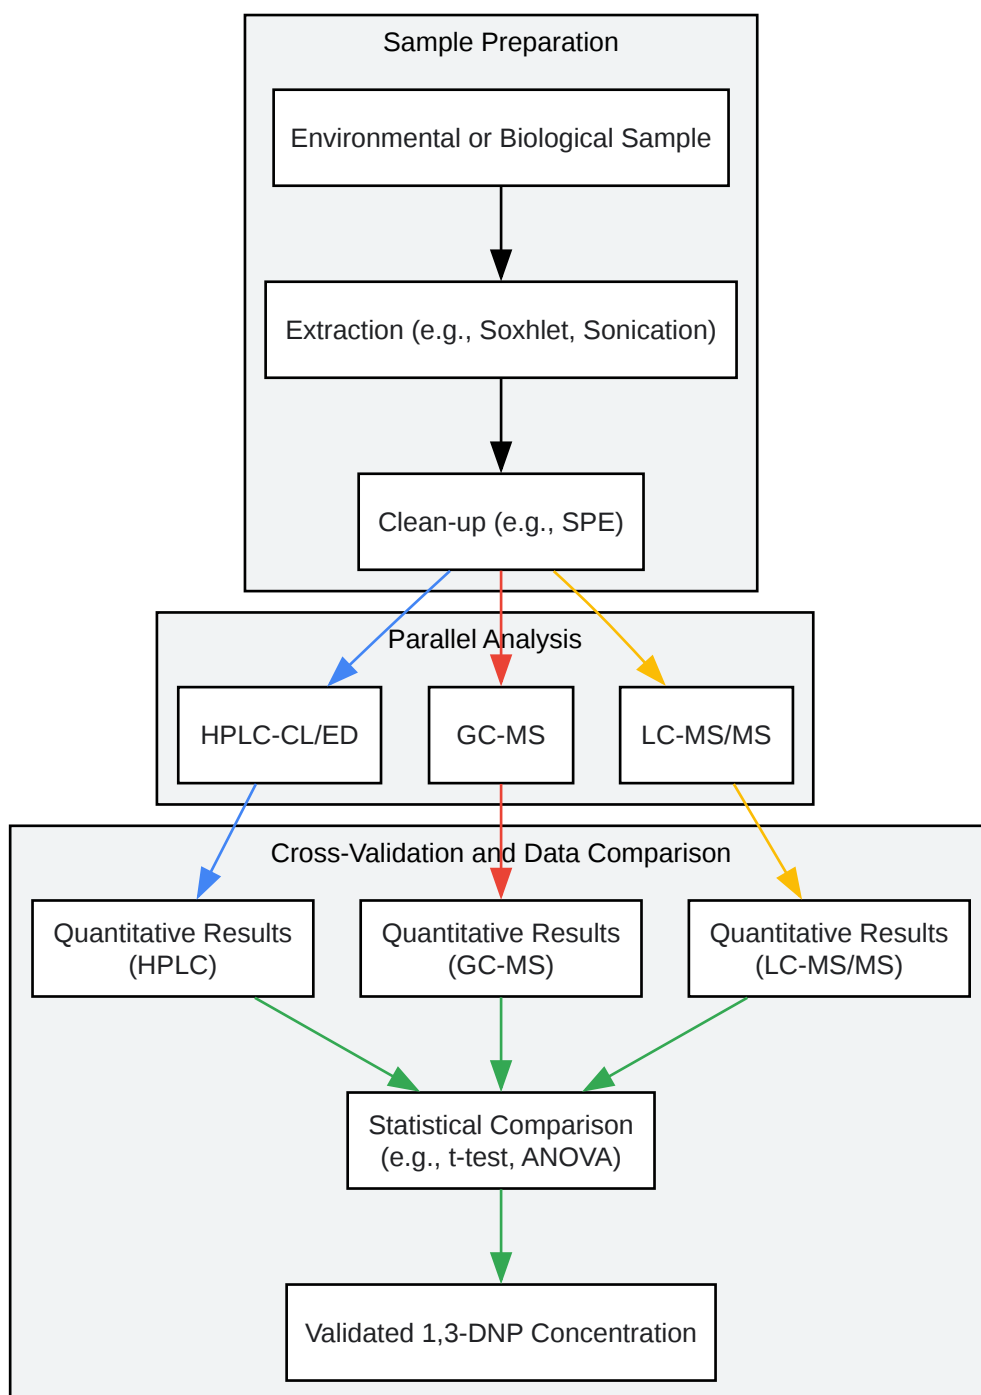 Sample Preparation
Environmental or Biological Sample
Extraction (e.g., Soxhlet, Sonication)
Clean-up (e.g., SPE)
Parallel Analysis
HPLC-CL/ED
GC-MS
LC-MS/MS
Cross-Validation and Data Comparison
Quantitative Results
(HPLC)
Quantitative Results
(GC-MS)
Quantitative Results
(LC-MS/MS)
Statistical Comparison
(e.g., t-test, ANOVA)
Validated 1,3-DNP Concentration